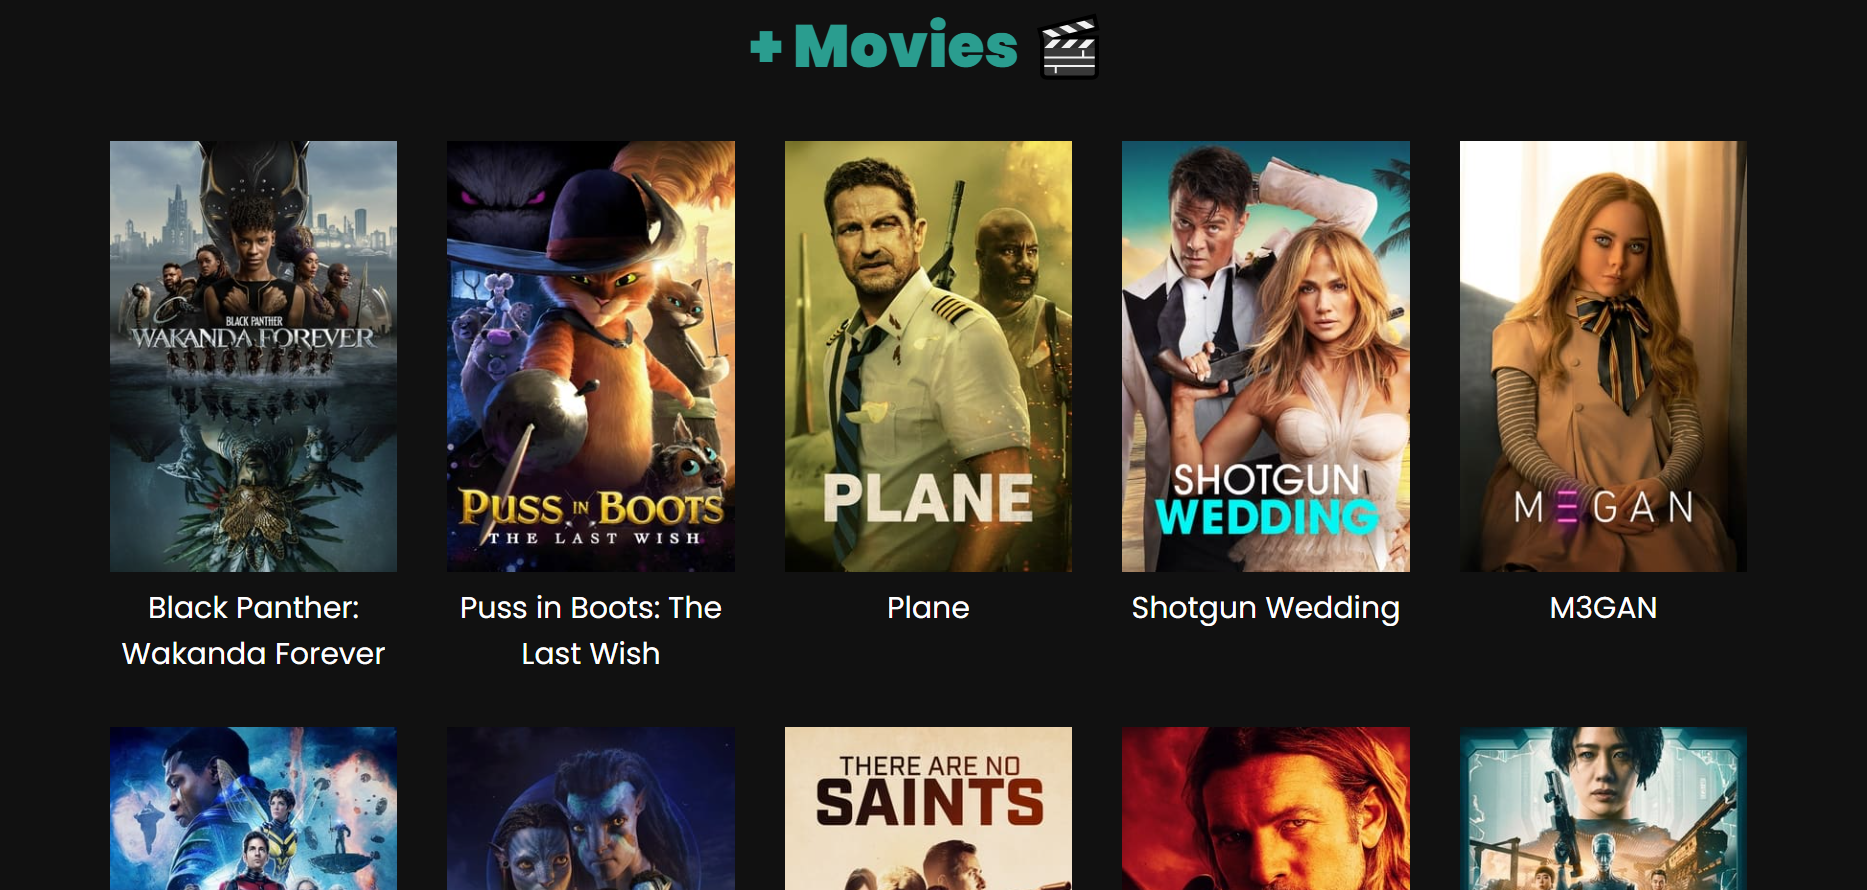 + Movies
BLACK PANTHER
WAKANDA FOREVER
PUSS IN BOOTS
THE LAST WISH
PLANE
SHOTGUN
WEDDING
MΞGAN
Black Panther:
Wakanda Forever
Puss in Boots: The
Last Wish
Plane
Shotgun Wedding
M3GAN
THERE ARE NO
SAINTS